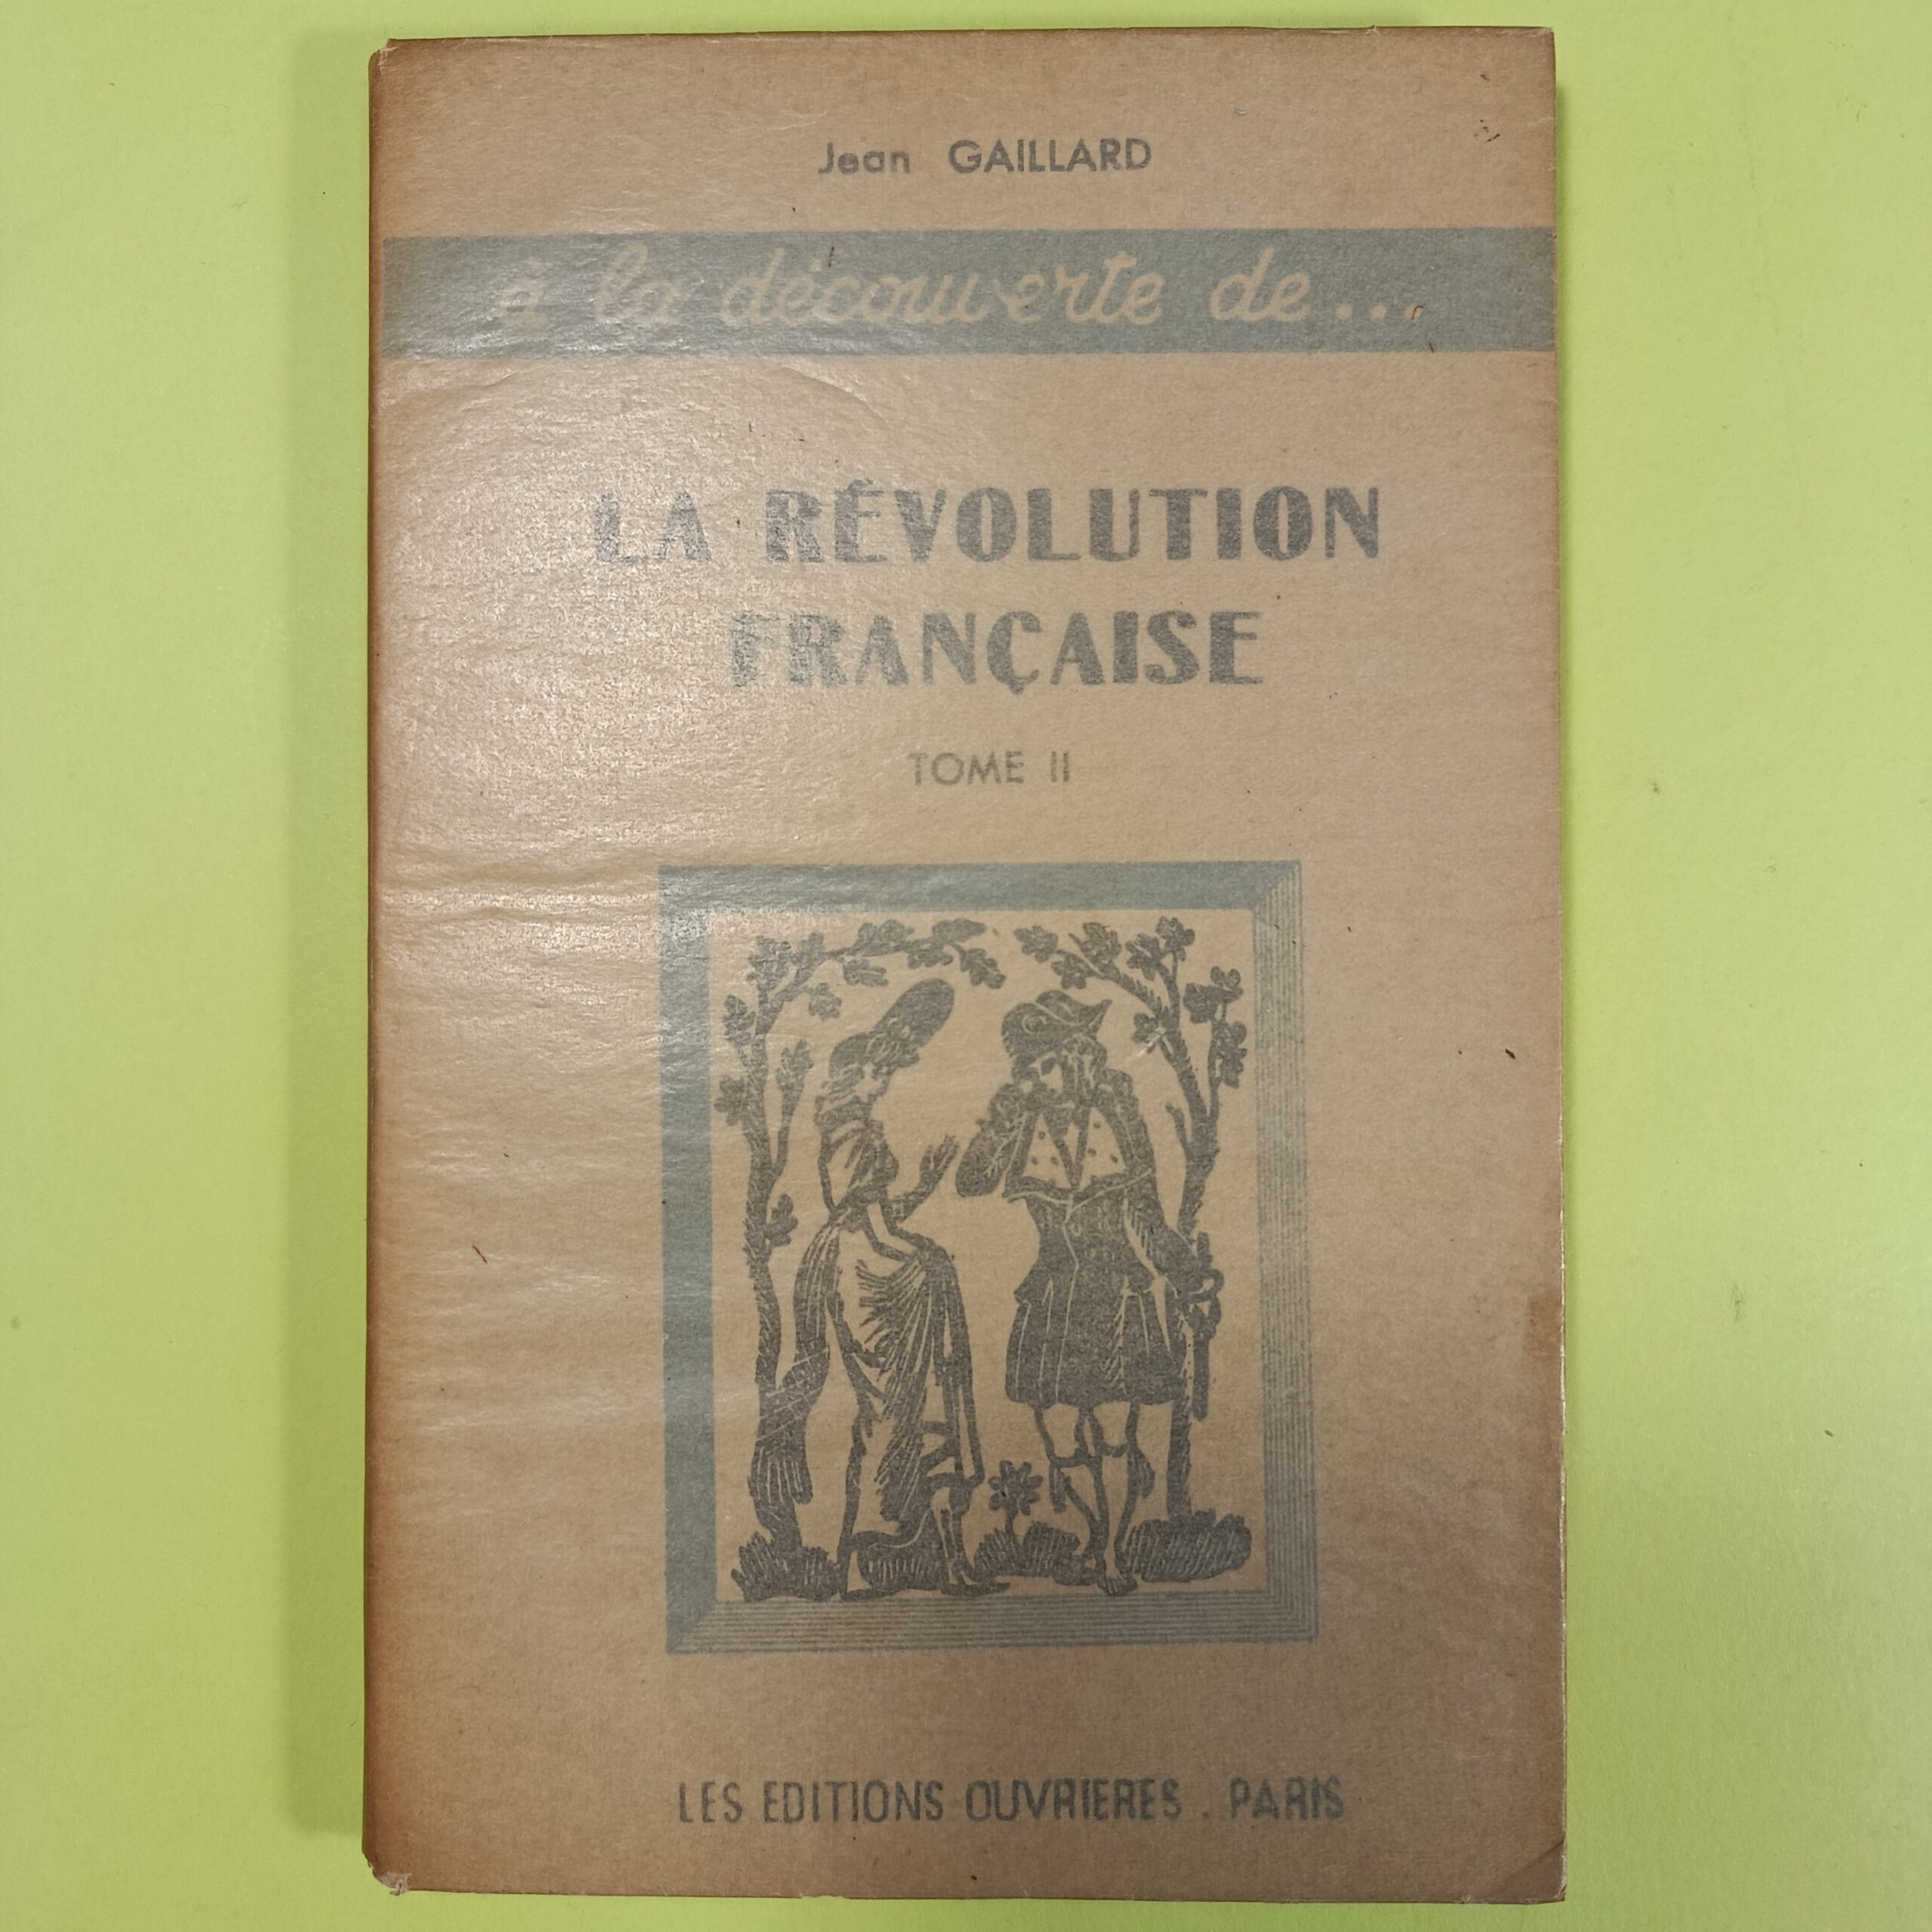 Jean GAILLARD
à la découverte de...
LA RÉVOLUTION
FRANÇAISE
TOME II
LES EDITIONS OUVRIERES . PARIS